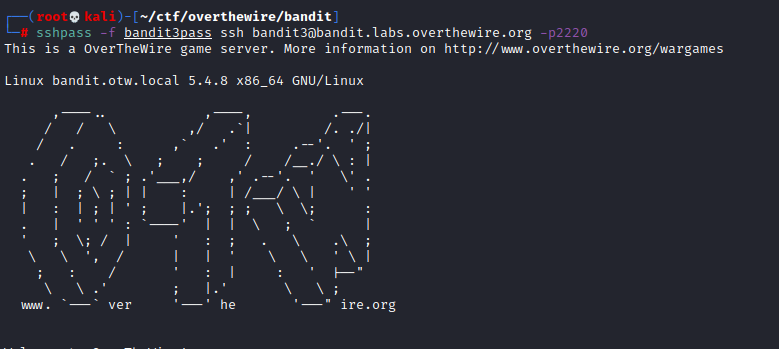 ┌──(root💀kali)-[~/ctf/overthewire/bandit]
└─# sshpass -f bandit3pass ssh bandit3@bandit.labs.overthewire.org -p2220
This is a OverTheWire game server. More information on http://www.overthewire.org/wargames
Linux bandit.otw.local 5.4.8 x86_64 GNU/Linux
www. ver he ire.org